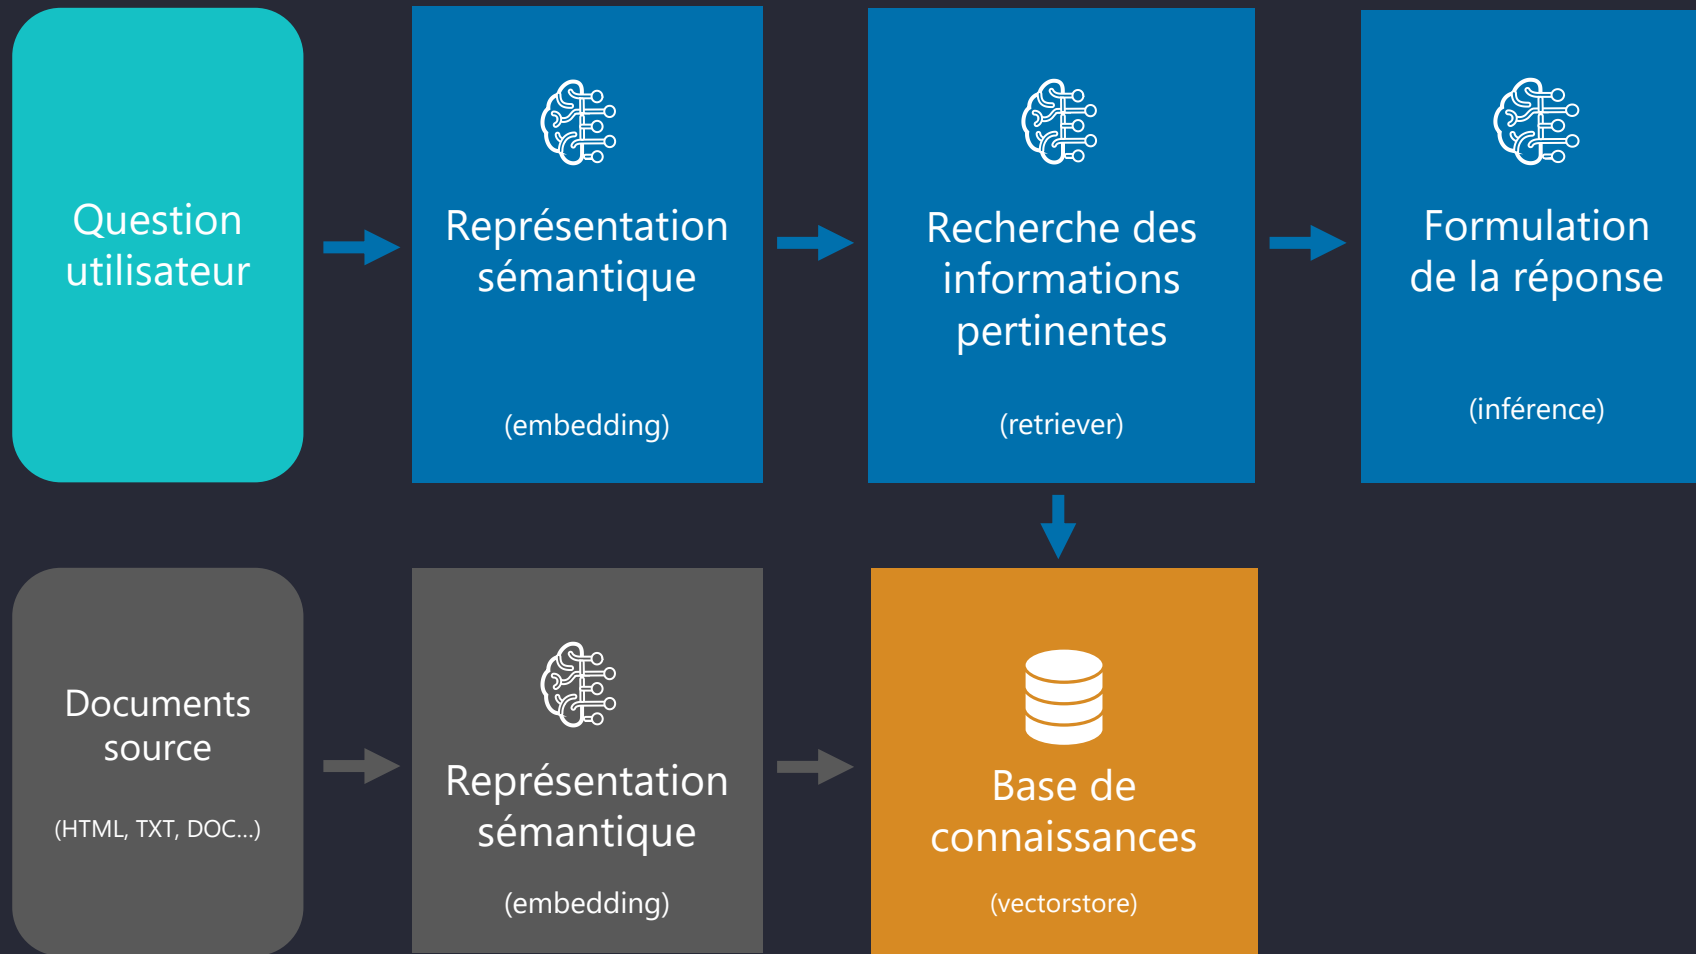 Question
utilisateur
Représentation
sémantique
(embedding)
Recherche des
informations
pertinentes
(retriever)
Formulation
de la réponse
(inférence)
Documents
source
(HTML, TXT, DOC...)
Représentation
sémantique
(embedding)
Base de
connaissances
(vectorstore)